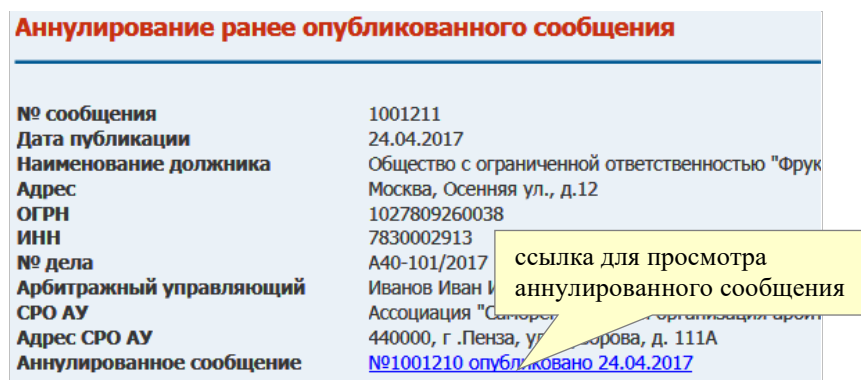 Аннулирование ранее опубликованного сообщения
№ сообщения 1001211
Дата публикации 24.04.2017
Наименование должника Общество с ограниченной ответственностью "Фрук
Адрес Москва, Осенняя ул., д.12
ОГРН 1027809260038
ИНН 7830002913
№ дела А40-101/2017
ссылка для просмотра
аннулированного сообщения
Арбитражный управляющий Иванов Иван
СРО АУ Ассоциация
Адрес СРО АУ 440000, г .Пенза, д. 111А
Аннулированное сообщение №1001210 опубликовано 24.04.2017